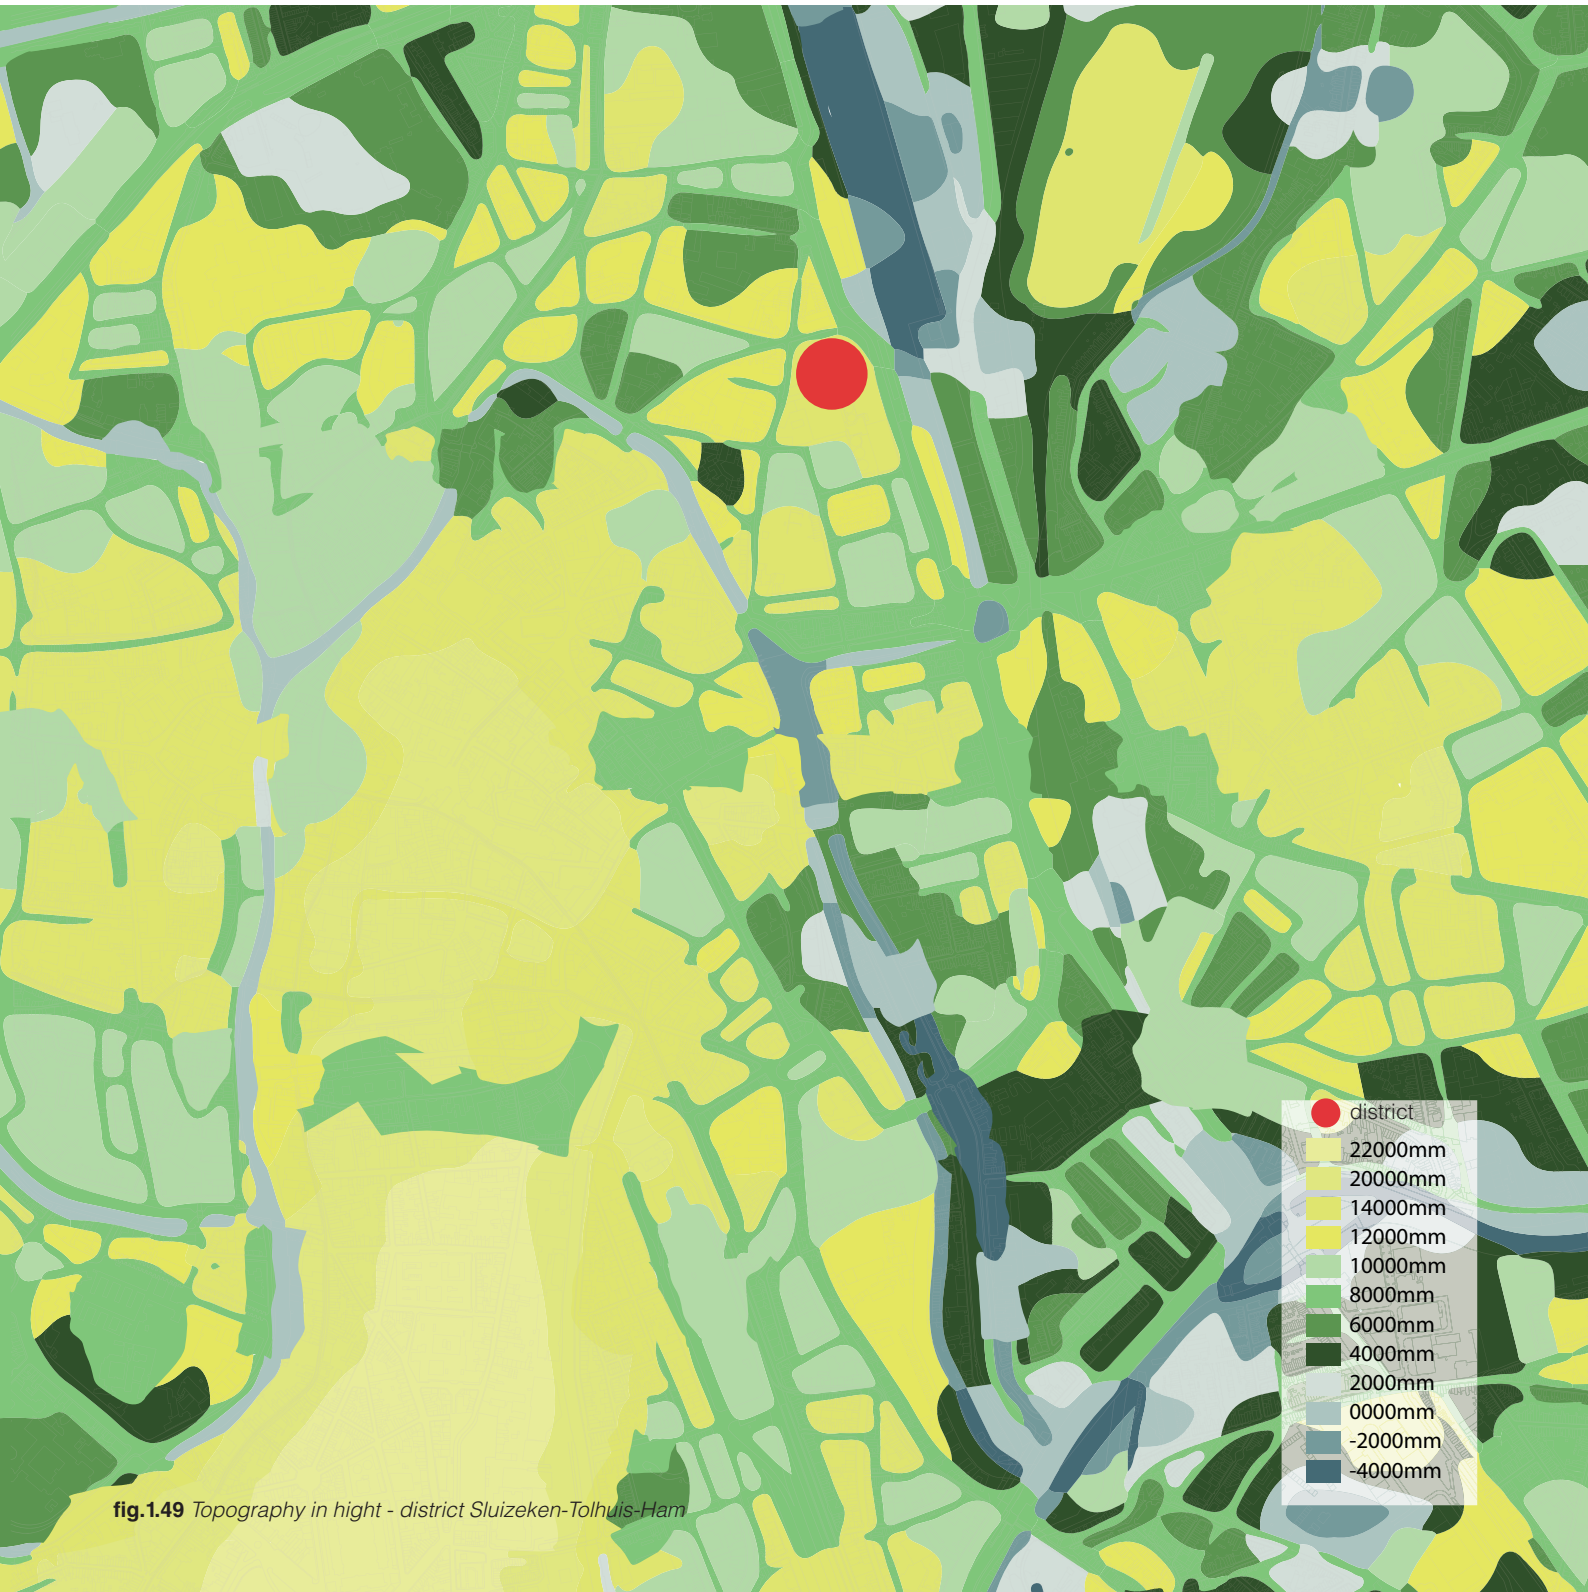 district
22000mm
20000mm
14000mm
12000mm
10000mm
8000mm
6000mm
4000mm
2000mm
0000mm
-2000mm
-4000mm
fig.1.49 Topography in hight - district Sluizeken-Tolhuis-Ham